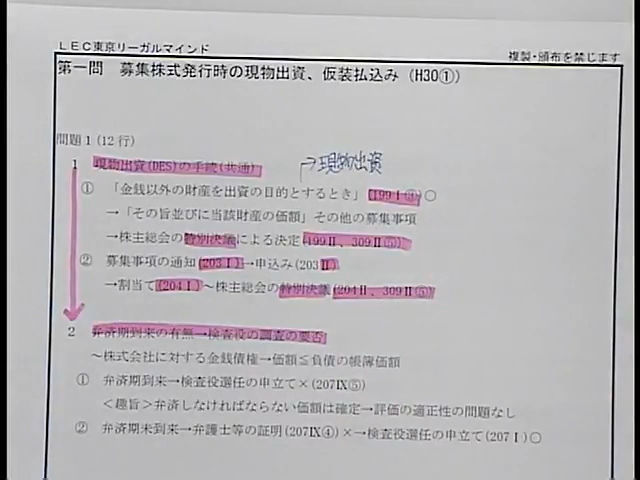 LEC東京リーガルマインド
複製・頒布を禁じます
第一問 募集株式発行時の現物出資、仮装払込み (H30①)
問題1 (12行)
1 現物出資(DES)の手続(共通) →現物出資
① 「金銭以外の財産を出資の目的とするとき」(199Ⅰ③)○
→「その旨並びに当該財産の価額」その他の募集事項
→株主総会の特別決議による決定(199Ⅱ、309Ⅱ⑤)
② 募集事項の通知(203Ⅰ)→申込み(203Ⅱ)
→割当て(204Ⅰ)~株主総会の特別決議(204Ⅱ、309Ⅱ⑤)
2 弁済期到来の有無→検査役の調査の要否
~株式会社に対する金銭債権→価額≦負債の帳簿価額
① 弁済期到来→検査役選任の申立て×(207Ⅸ⑤)
<趣旨>弁済しなければならない価額は確定→評価の適正性の問題なし
② 弁済期未到来→弁護士等の証明(207Ⅸ④)×→検査役選任の申立て(207Ⅰ)○